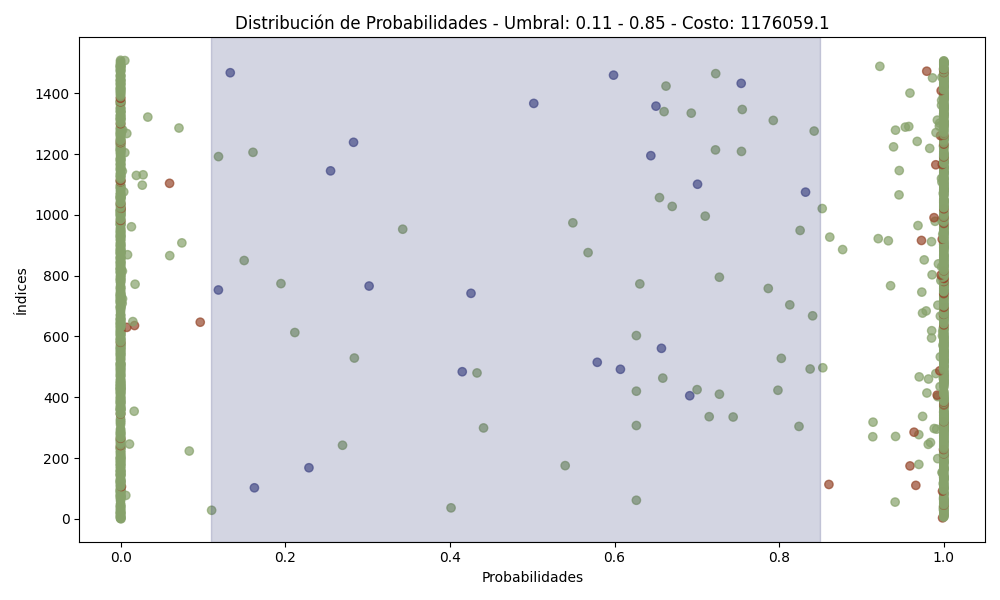 Distribución de Probabilidades - Umbral: 0.11 - 0.85 - Costo: 1176059.1
1400
1200
1000
800
600
400
200
0
Índices
0.0 0.2 0.4 0.6 0.8 1.0
Probabilidades